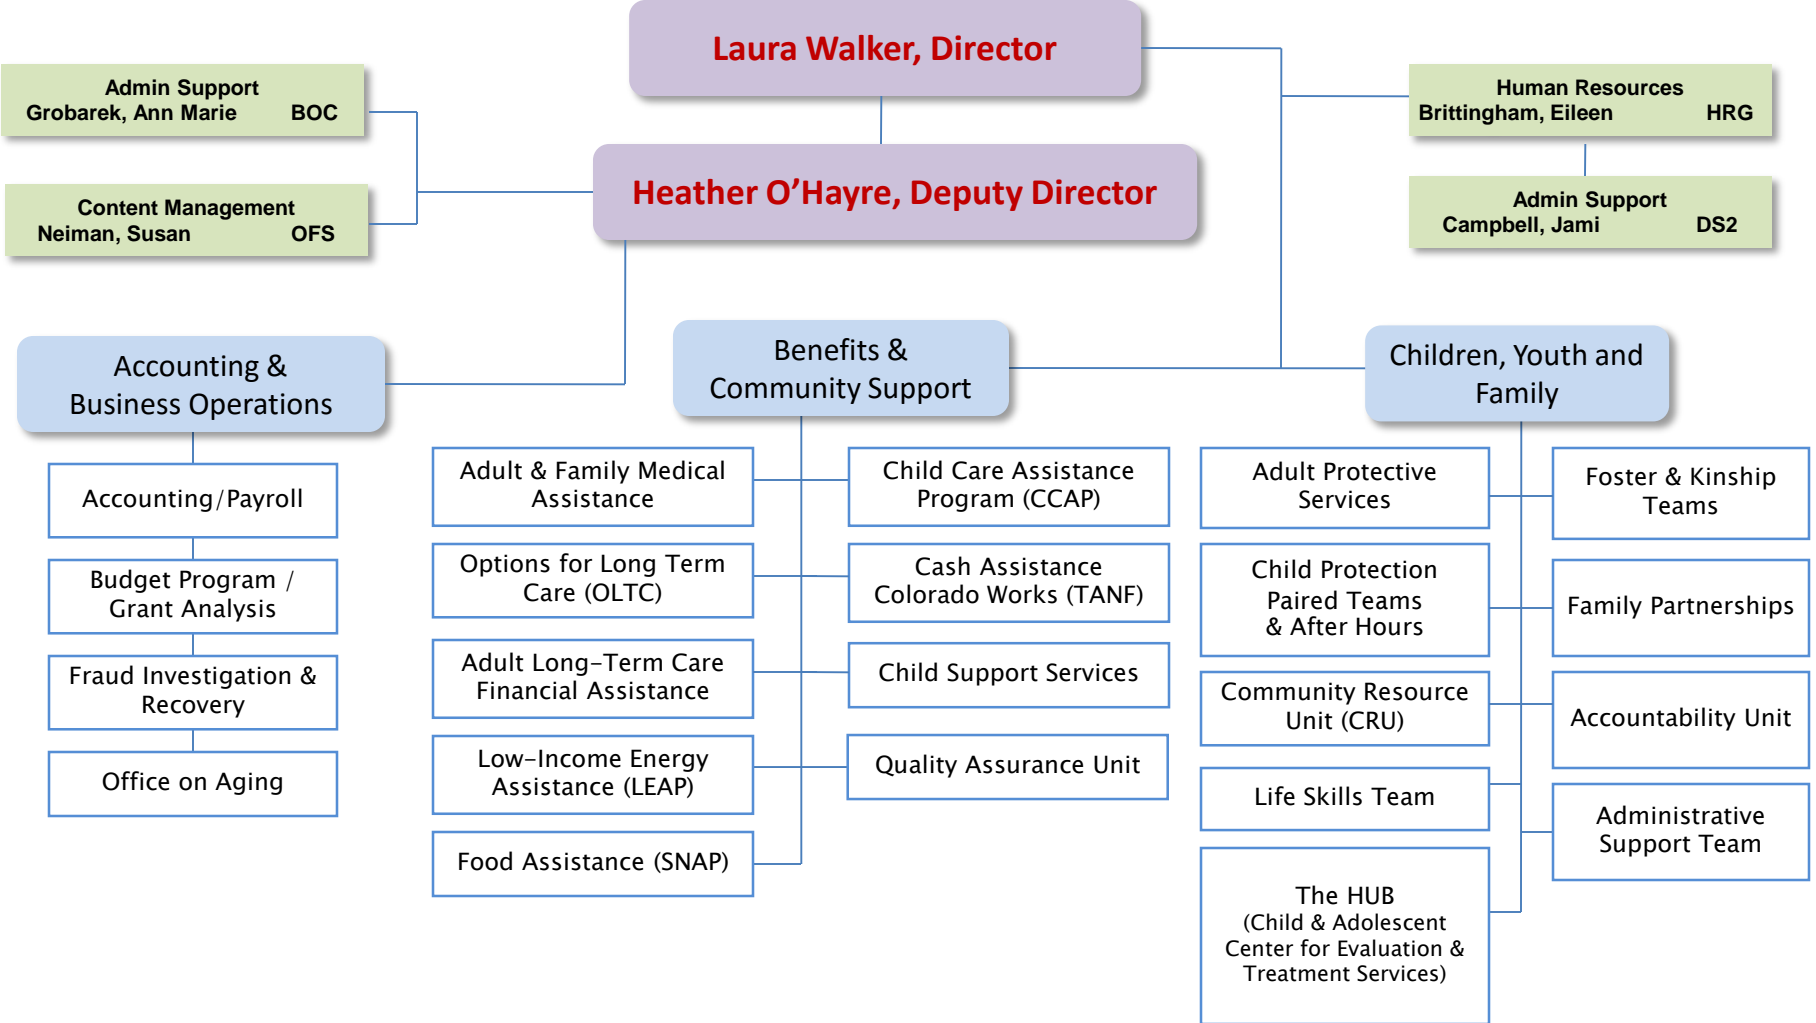 Laura Walker, Director
Admin Support
Grobarek, Ann Marie BOC
Human Resources
Brittingham, Eileen HRG
Heather O’Hayre, Deputy Director
Content Management
Neiman, Susan OFS
Admin Support
Campbell, Jami DS2
Accounting &
Business Operations
Accounting/Payroll
Budget Program /
Grant Analysis
Fraud Investigation &
Recovery
Office on Aging
Benefits &
Community Support
Adult & Family Medical
Assistance
Options for Long Term
Care (OLTC)
Adult Long-Term Care
Financial Assistance
Low-Income Energy
Assistance (LEAP)
Food Assistance (SNAP)
Child Care Assistance
Program (CCAP)
Cash Assistance
Colorado Works (TANF)
Child Support Services
Quality Assurance Unit
Children, Youth and
Family
Adult Protective
Services
Child Protection
Paired Teams
& After Hours
Community Resource
Unit (CRU)
Life Skills Team
The HUB
(Child & Adolescent
Center for Evaluation &
Treatment Services)
Foster & Kinship
Teams
Family Partnerships
Accountability Unit
Administrative
Support Team